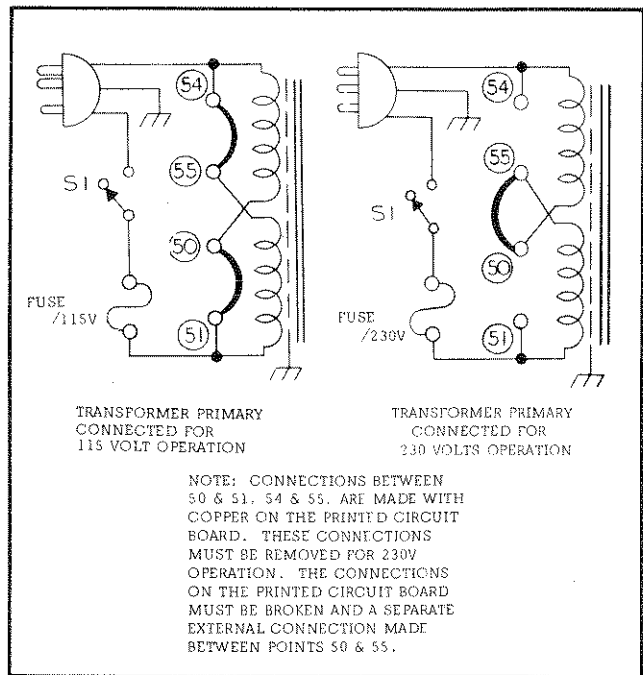 54
54
55
55
S1
S1
50
50
FUSE
/115V
FUSE
/230V
51
51
TRANSFORMER PRIMARY
CONNECTED FOR
115 VOLT OPERATION
TRANSFORMER PRIMARY
CONNECTED FOR
230 VOLTS OPERATION
NOTE: CONNECTIONS BETWEEN
50 & 51, 54 & 55, ARE MADE WITH
COPPER ON THE PRINTED CIRCUIT
BOARD. THESE CONNECTIONS
MUST BE REMOVED FOR 230V
OPERATION. THE CONNECTIONS
ON THE PRINTED CIRCUIT BOARD
MUST BE BROKEN AND A SEPARATE
EXTERNAL CONNECTION MADE
BETWEEN POINTS 50 & 55.